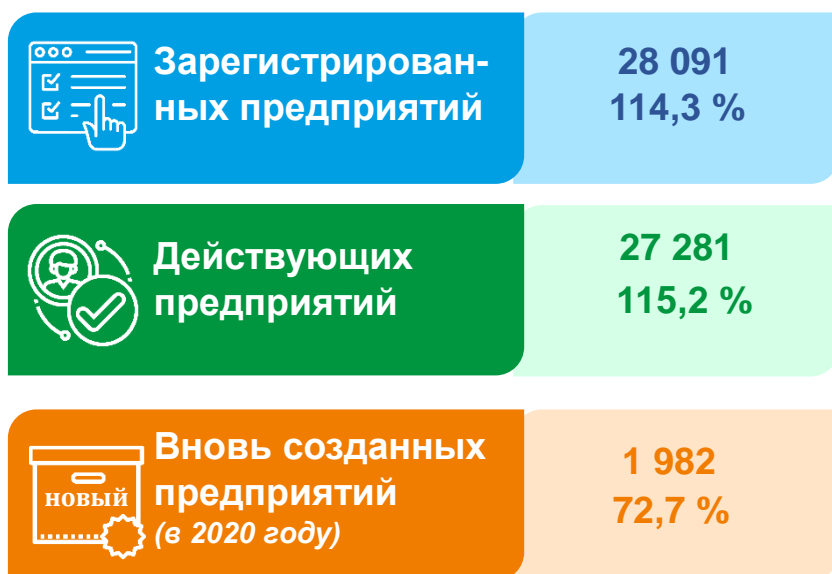 Зарегистрирован-
ных предприятий
28 091
114,3 %
Действующих
предприятий
27 281
115,2 %
новый
Вновь созданных
предприятий
(в 2020 году)
1 982
72,7 %